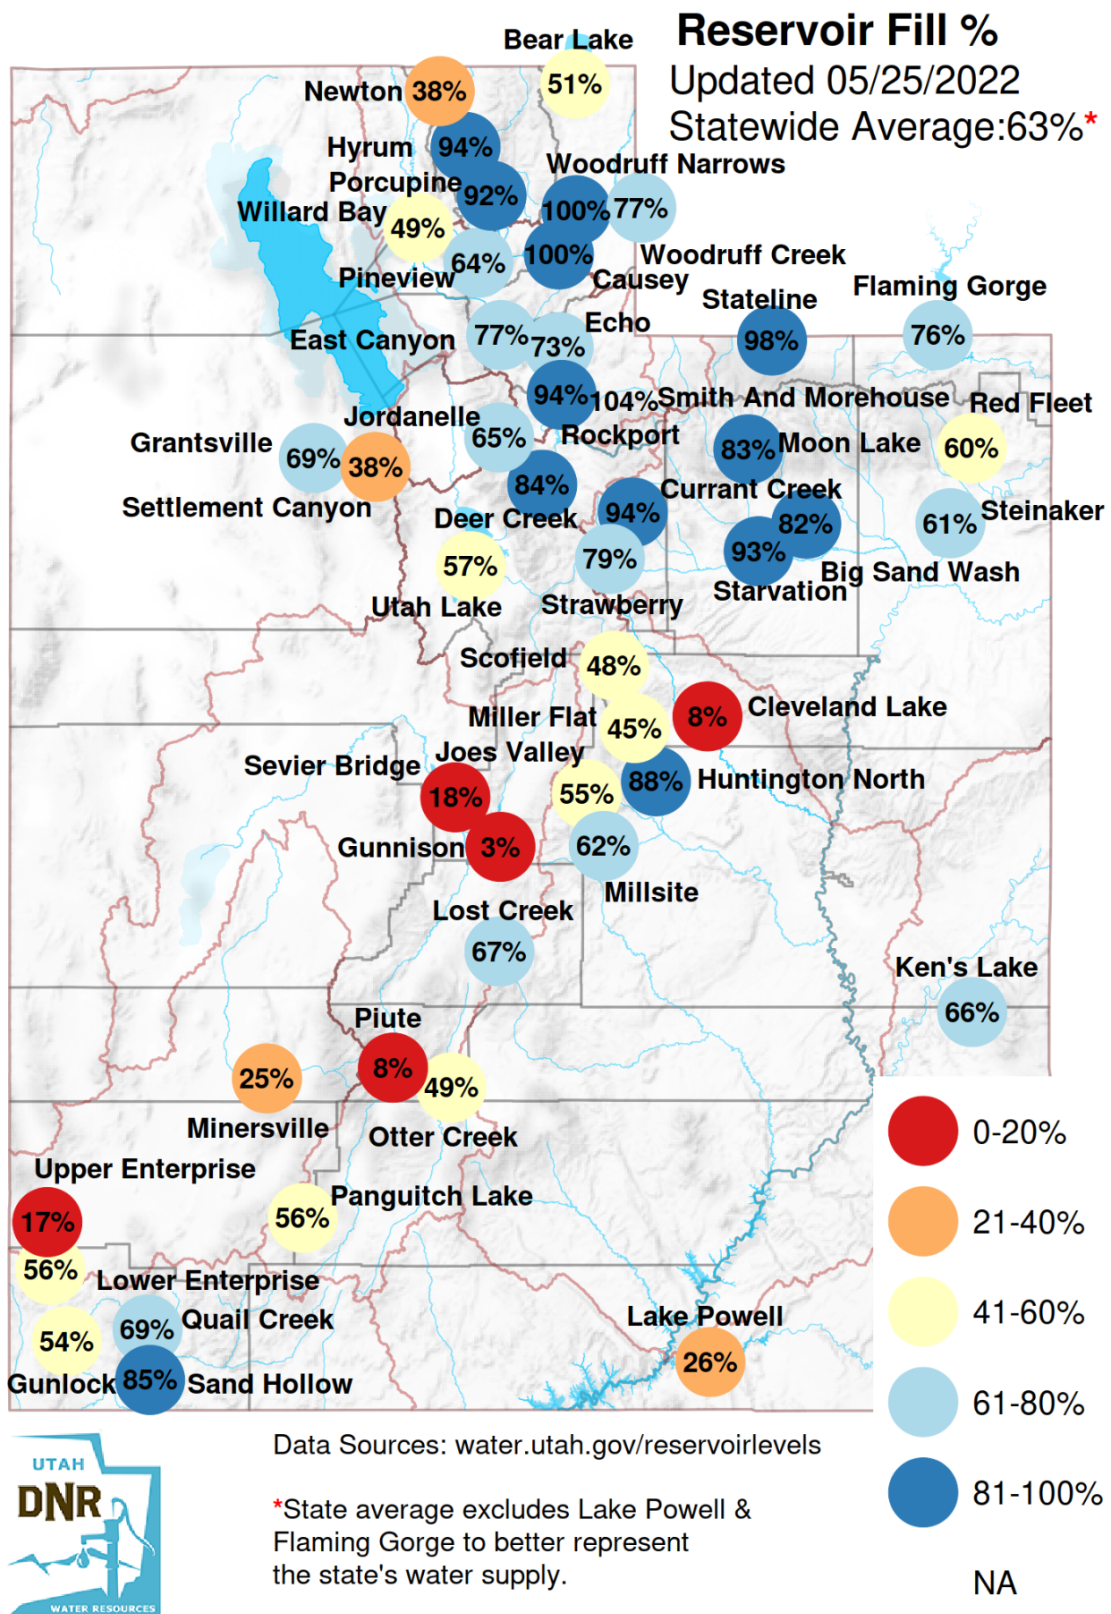 Reservoir Fill %
Updated 05/25/2022
Statewide Average:63%*
Bear Lake
51%
Newton 38%
Hyrum 94%
Woodruff Narrows
Porcupine 92%
Willard Bay 49%
100% 77%
Woodruff Creek
Pineview 64%
100%
Causey
Stateline
98%
Flaming Gorge
76%
East Canyon 77%
Echo
73%
94% 104% Smith And Morehouse
Rockport
Red Fleet
60%
Jordanelle
65%
Grantsville
69% 38%
Settlement Canyon
83% Moon Lake
84%
Deer Creek
Currant Creek
94%
82%
Big Sand Wash
93%
Starvation
61% Steinaker
57%
Utah Lake
79%
Strawberry
Scofield 48%
Miller Flat 45%
8% Cleveland Lake
Joes Valley
55%
88% Huntington North
Sevier Bridge
18%
Gunnison 3%
62%
Millsite
Lost Creek
67%
Ken's Lake
66%
Piute
8%
49%
Otter Creek
25%
Minersville
Upper Enterprise
17%
56% Panguitch Lake
56%
Lower Enterprise
69% Quail Creek
54%
Gunlock 85% Sand Hollow
Lake Powell
26%
0-20%
21-40%
41-60%
61-80%
81-100%
NA
Data Sources: water.utah.gov/reservoirlevels
*State average excludes Lake Powell &
Flaming Gorge to better represent
the state's water supply.
UTAH
DNR
WATER RESOURCES